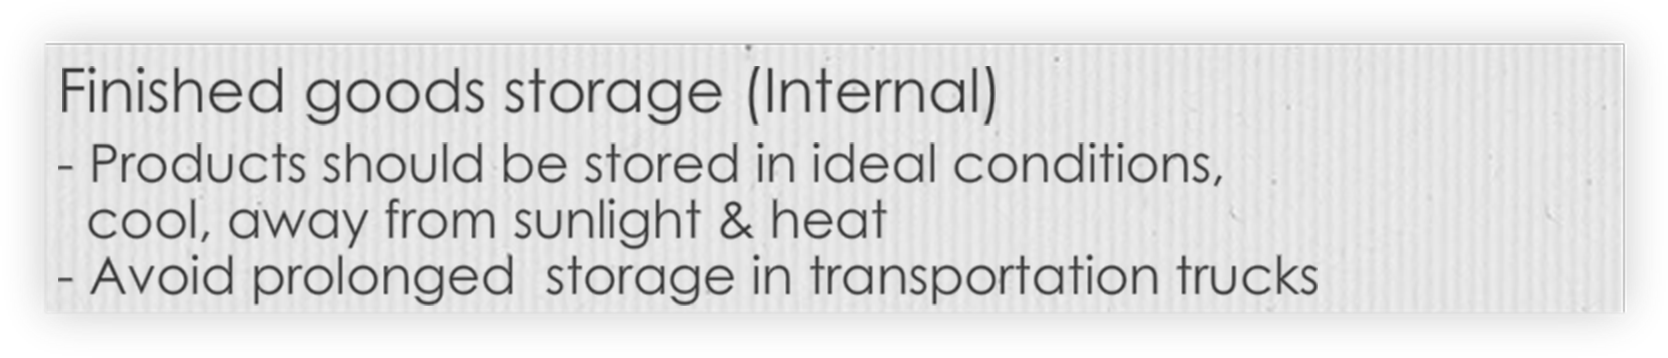 Finished goods storage (Internal)
- Products should be stored in ideal conditions,
cool, away from sunlight & heat
- Avoid prolonged  storage in transportation trucks